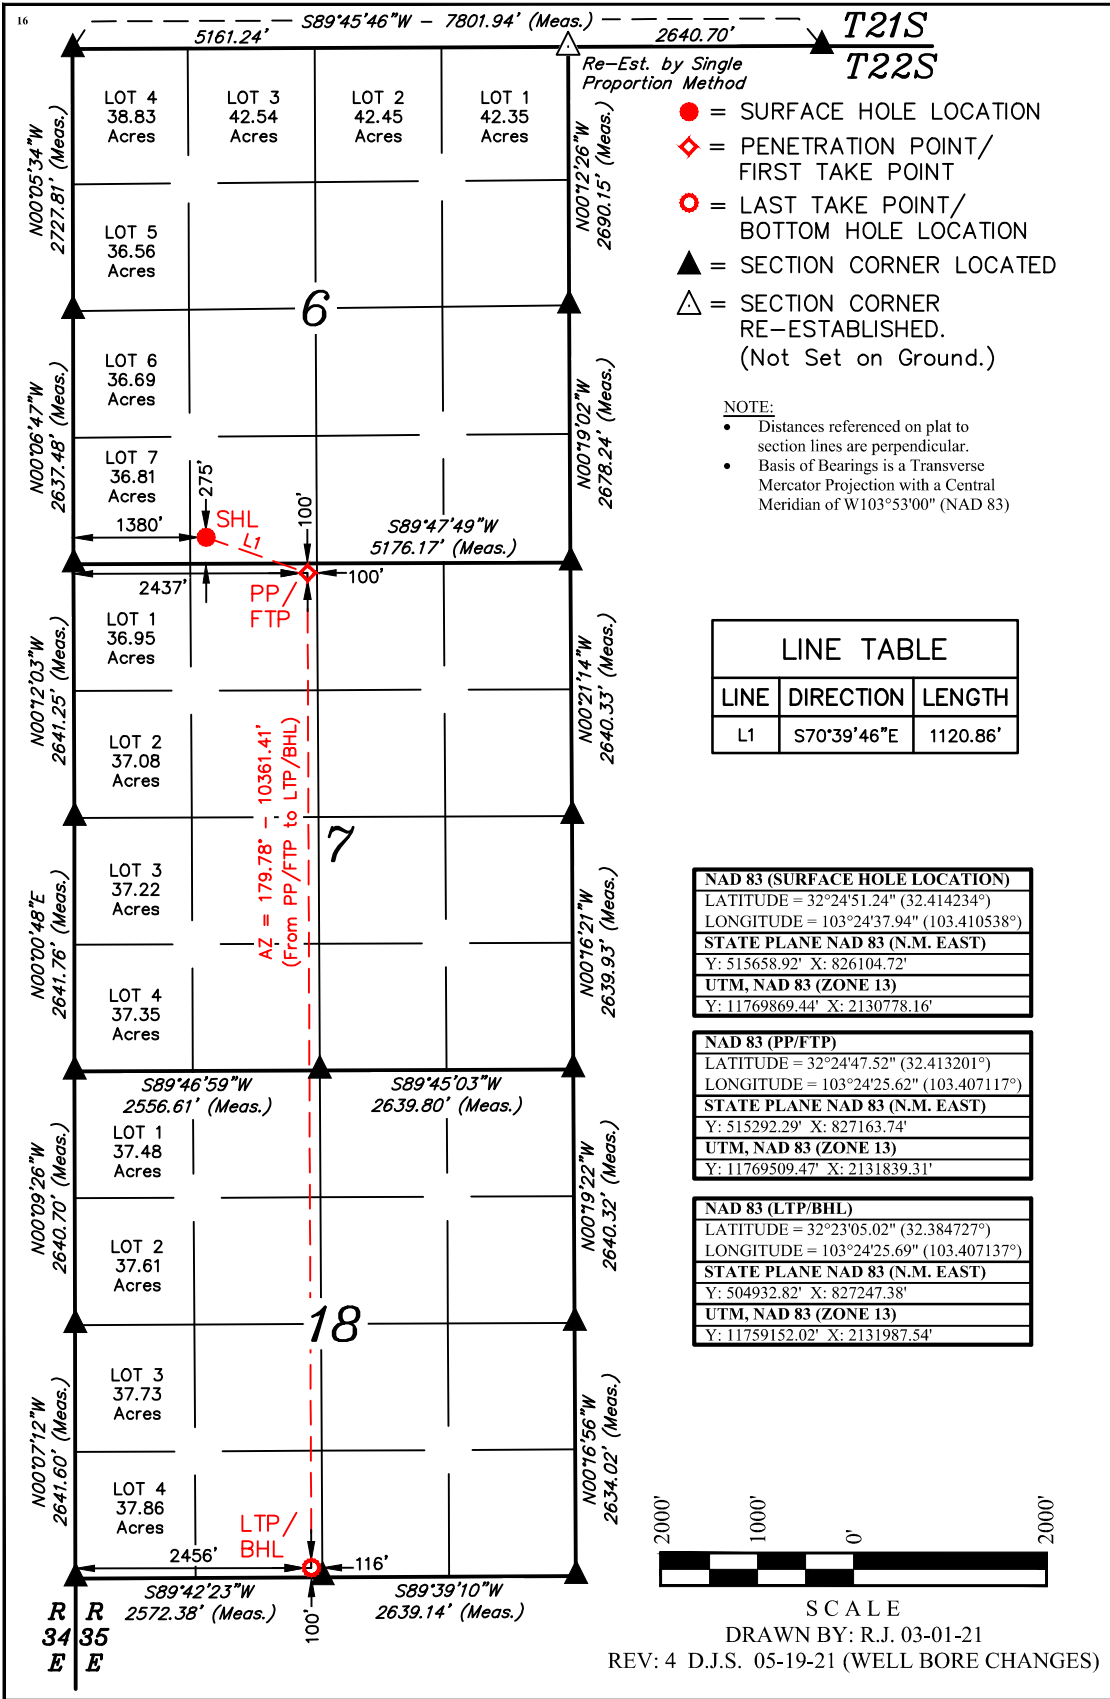 16
S89°45'46"W - 7801.94' (Meas.)
5161.24'
2640.70'
T21S
T22S
Re-Est. by Single
Proportion Method
N00°05'34"W
2727.81' (Meas.)
LOT 4
38.83
Acres
LOT 3
42.54
Acres
LOT 2
42.45
Acres
LOT 1
42.35
Acres
N00°12'26"W
2690.15' (Meas.)
LOT 5
36.56
Acres
6
N00°06'47"W
2637.48' (Meas.)
LOT 6
36.69
Acres
LOT 7
36.81
Acres
N00°19'02"W
2678.24' (Meas.)
275'
100'
1380'
SHL
L1
S89°47'49"W
5176.17' (Meas.)
2437'
100'
PP/
FTP
= SURFACE HOLE LOCATION
= PENETRATION POINT/
FIRST TAKE POINT
= LAST TAKE POINT/
BOTTOM HOLE LOCATION
= SECTION CORNER LOCATED
= SECTION CORNER
RE-ESTABLISHED.
(Not Set on Ground.)
NOTE:
• Distances referenced on plat to
section lines are perpendicular.
• Basis of Bearings is a Transverse
Mercator Projection with a Central
Meridian of W103°53'00" (NAD 83)
N00°12'03"W
2641.25' (Meas.)
LOT 1
36.95
Acres
LOT 2
37.08
Acres
N00°21'14"W
2640.33' (Meas.)
AZ = 179.78° - 10361.41'
(From PP/FTP to LTP/BHL)
7
LINE TABLE
LINE DIRECTION LENGTH
L1 S70°39'46"E 1120.86'
N00°00'48"E
2641.76' (Meas.)
LOT 3
37.22
Acres
LOT 4
37.35
Acres
N00°16'21"W
2639.93' (Meas.)
S89°46'59"W
2556.61' (Meas.)
S89°45'03"W
2639.80' (Meas.)
NAD 83 (SURFACE HOLE LOCATION)
LATITUDE = 32°24'51.24" (32.414234°)
LONGITUDE = 103°24'37.94" (103.410538°)
STATE PLANE NAD 83 (N.M. EAST)
Y: 515658.92' X: 826104.72'
UTM, NAD 83 (ZONE 13)
Y: 11769869.44' X: 2130778.16'
NAD 83 (PP/FTP)
LATITUDE = 32°24'47.52" (32.413201°)
LONGITUDE = 103°24'25.62" (103.407117°)
STATE PLANE NAD 83 (N.M. EAST)
Y: 515292.29' X: 827163.74'
UTM, NAD 83 (ZONE 13)
Y: 11769509.47' X: 2131839.31'
NAD 83 (LTP/BHL)
LATITUDE = 32°23'05.02" (32.384727°)
LONGITUDE = 103°24'25.69" (103.407137°)
STATE PLANE NAD 83 (N.M. EAST)
Y: 504932.82' X: 827247.38'
UTM, NAD 83 (ZONE 13)
Y: 11759152.02' X: 2131987.54'
N00°09'26"W
2640.70' (Meas.)
LOT 1
37.48
Acres
LOT 2
37.61
Acres
N00°19'22"W
2640.32' (Meas.)
18
N00°07'12"W
2641.60' (Meas.)
LOT 3
37.73
Acres
LOT 4
37.86
Acres
N00°16'56"W
2634.02' (Meas.)
LTP/
BHL
2456'
116'
S89°42'23"W
2572.38' (Meas.)
100'
S89°39'10"W
2639.14' (Meas.)
R R
34 35
E E
2000'
1000'
0'
2000'
SCALE
DRAWN BY: R.J. 03-01-21
REV: 4 D.J.S. 05-19-21 (WELL BORE CHANGES)